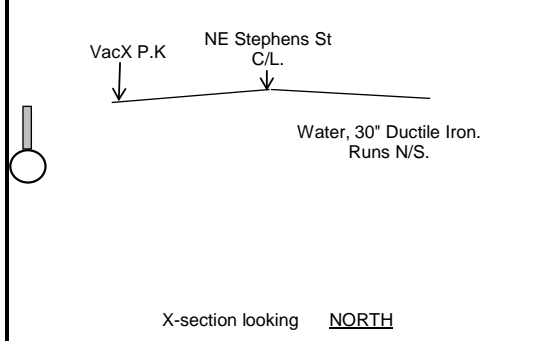 VacX P.K
NE Stephens St
C/L.
Water, 30" Ductile Iron.
Runs N/S.
X-section looking NORTH